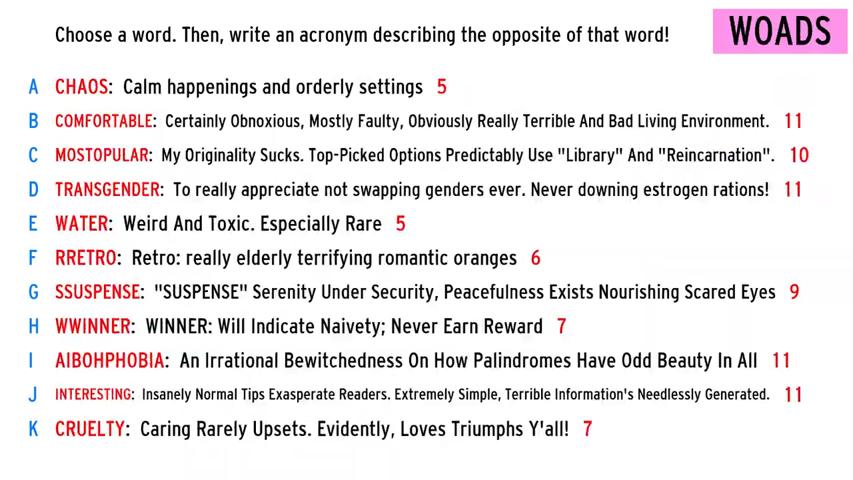 Choose a word. Then, write an acronym describing the opposite of that word!
WOADS
A CHAOS: Calm happenings and orderly settings 5
B COMFORTABLE: Certainly Obnoxious, Mostly Faulty, Obviously Really Terrible And Bad Living Environment. 11
C MOSTOPULAR: My Originality Sucks. Top-Picked Options Predictably Use "Library" And "Reincarnation". 10
D TRANSGENDER: To really appreciate not swapping genders ever. Never downing estrogen rations! 11
E WATER: Weird And Toxic. Especially Rare 5
F RRETRO: Retro: really elderly terrifying romantic oranges 6
G SSUSPENSE: "SUSPENSE" Serenity Under Security, Peacefulness Exists Nourishing Scared Eyes 9
H WWINNER: WINNER: Will Indicate Naivety; Never Earn Reward 7
I AIBOHPHOBIA: An Irrational Bewitchedness On How Palindromes Have Odd Beauty In All 11
J INTERESTING: Insanely Normal Tips Exasperate Readers. Extremely Simple, Terrible Information's Needlessly Generated. 11
K CRUELTY: Caring Rarely Upsets. Evidently, Loves Triumphs Y'all! 7